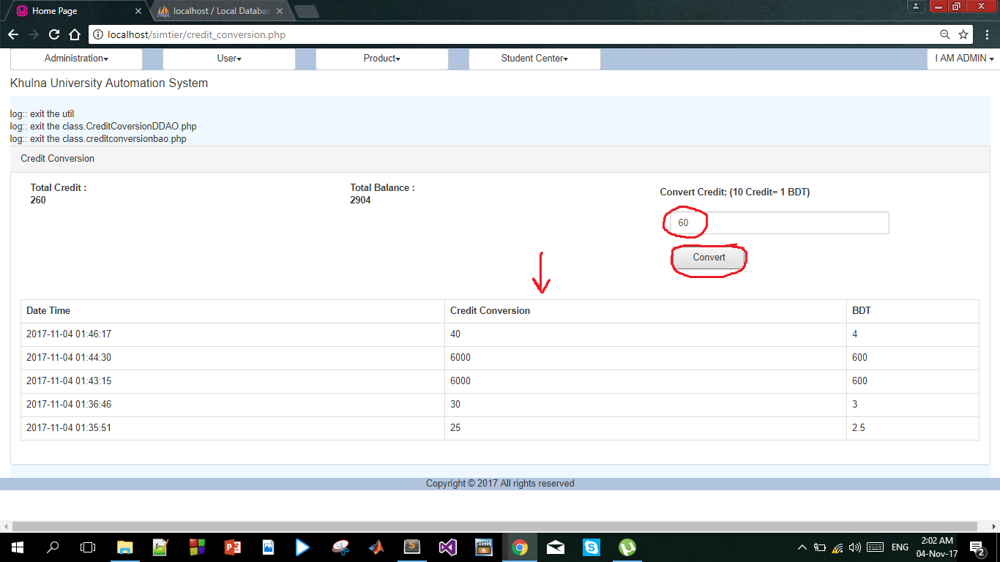 Home Page
localhost / Local Databas
localhost/simtier/credit_conversion.php
Administration User Product Student Center I AM ADMIN
Khulna University Automation System
log:: exit the util
log:: exit the class.CreditCoversionDDAO.php
log:: exit the class.creditconversionbao.php
Credit Conversion
Total Credit : Total Balance : Convert Credit: (10 Credit= 1 BDT)
260 2904
60
Convert
Date Time Credit Conversion BDT
2017-11-04 01:46:17 40 4
2017-11-04 01:44:30 6000 600
2017-11-04 01:43:15 6000 600
2017-11-04 01:36:46 30 3
2017-11-04 01:35:51 25 2.5
Copyright © 2017 All rights reserved
ENG 2:02 AM
04-Nov-17 2